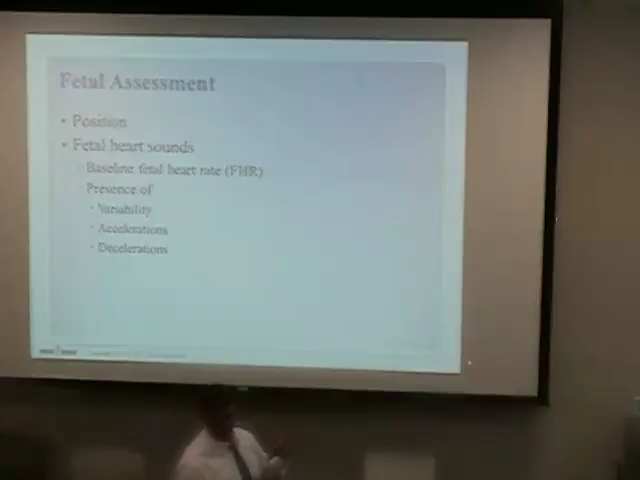 Fetal Assessment
• Position
• Fetal heart sounds
Baseline fetal heart rate (FHR)
Presence of
• Variability
• Accelerations
• Decelerations